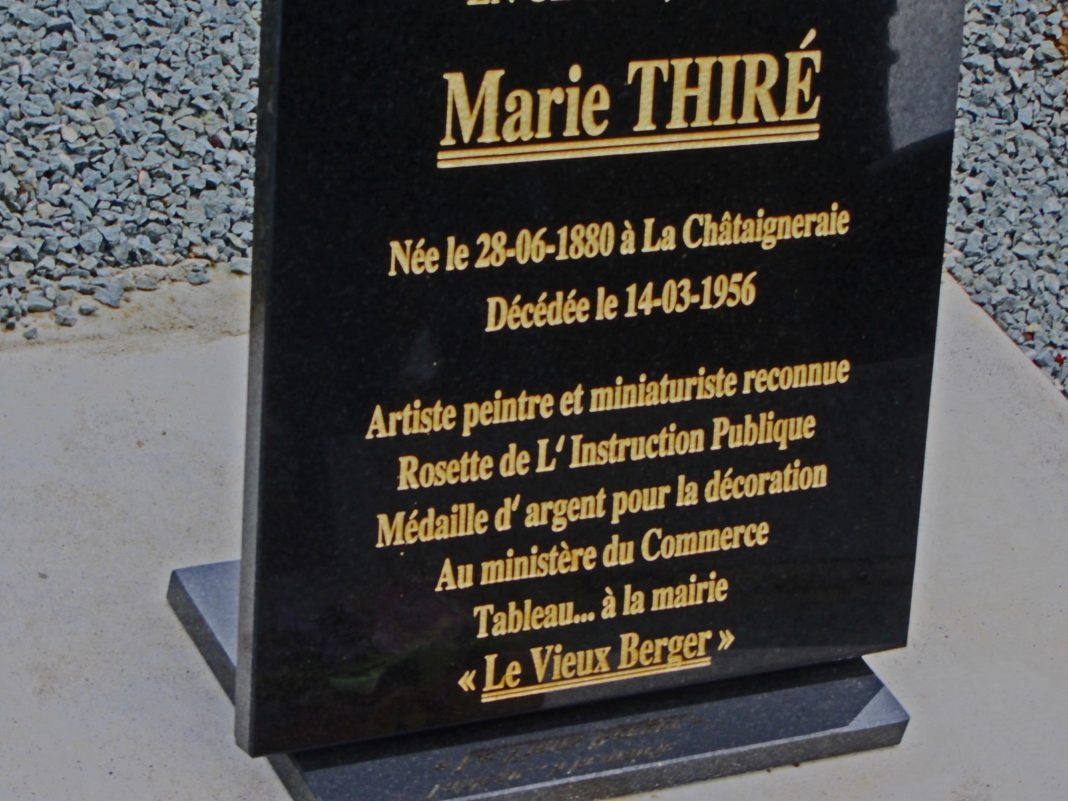 Marie THIRÉ
Née le 28-06-1880 à La Châtaigneraie
Décédée le 14-03-1956
Artiste peintre et miniaturiste reconnue
Rosette de L' Instruction Publique
Médaille d' argent pour la décoration
Au ministère du Commerce
Tableau... à la mairie
« Le Vieux Berger »